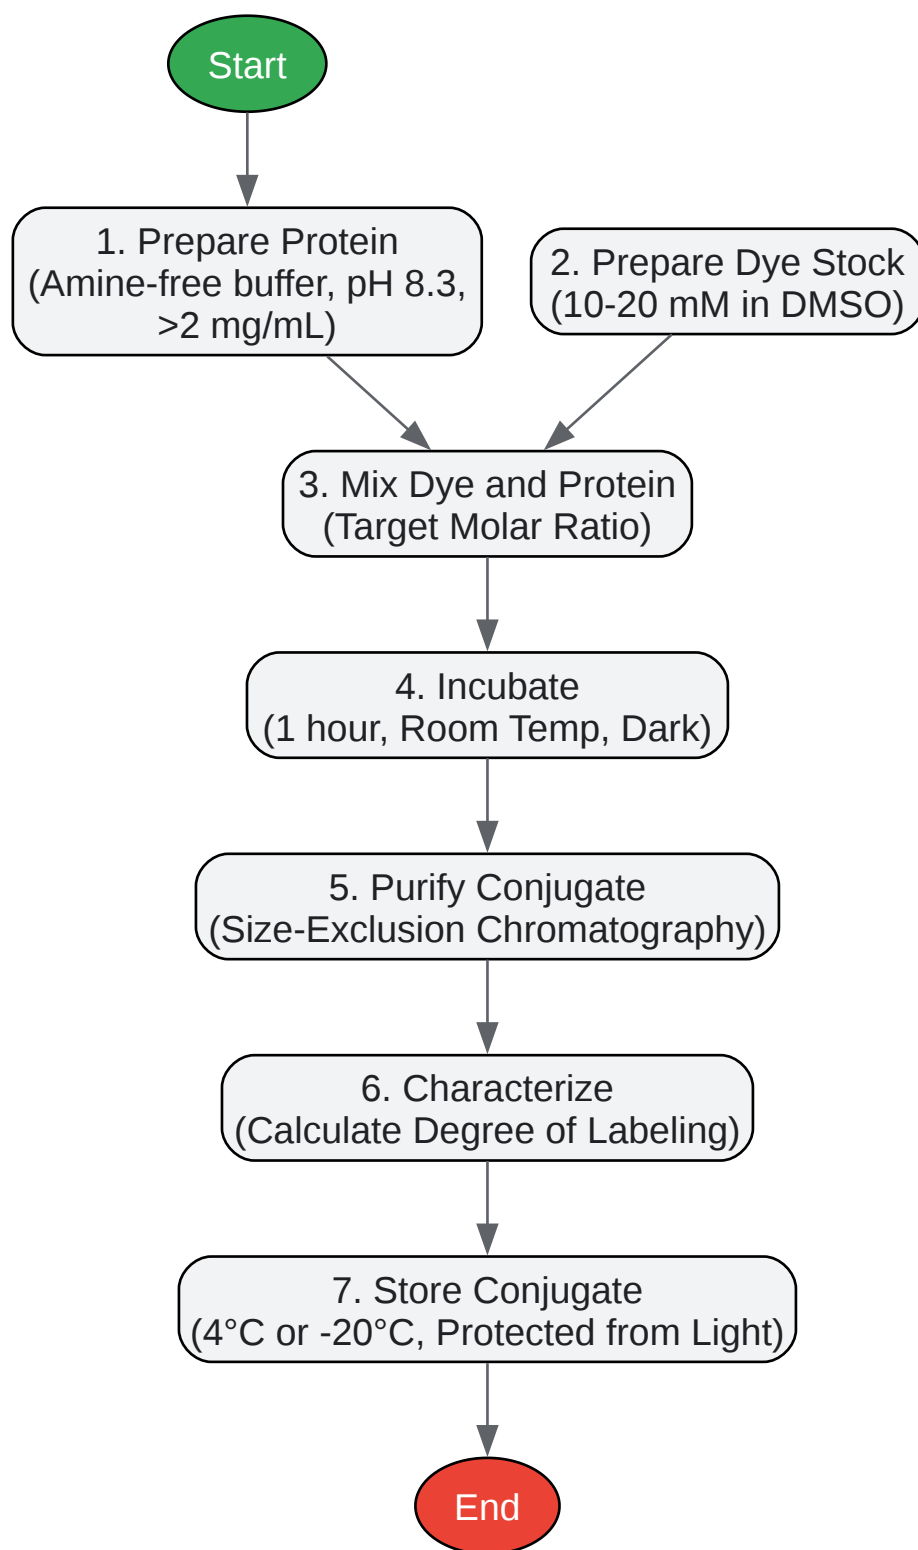 Start
1. Prepare Protein
(Amine-free buffer, pH 8.3,
>2 mg/mL)
2. Prepare Dye Stock
(10-20 mM in DMSO)
3. Mix Dye and Protein
(Target Molar Ratio)
4. Incubate
(1 hour, Room Temp, Dark)
5. Purify Conjugate
(Size-Exclusion Chromatography)
6. Characterize
(Calculate Degree of Labeling)
7. Store Conjugate
(4°C or -20°C, Protected from Light)
End